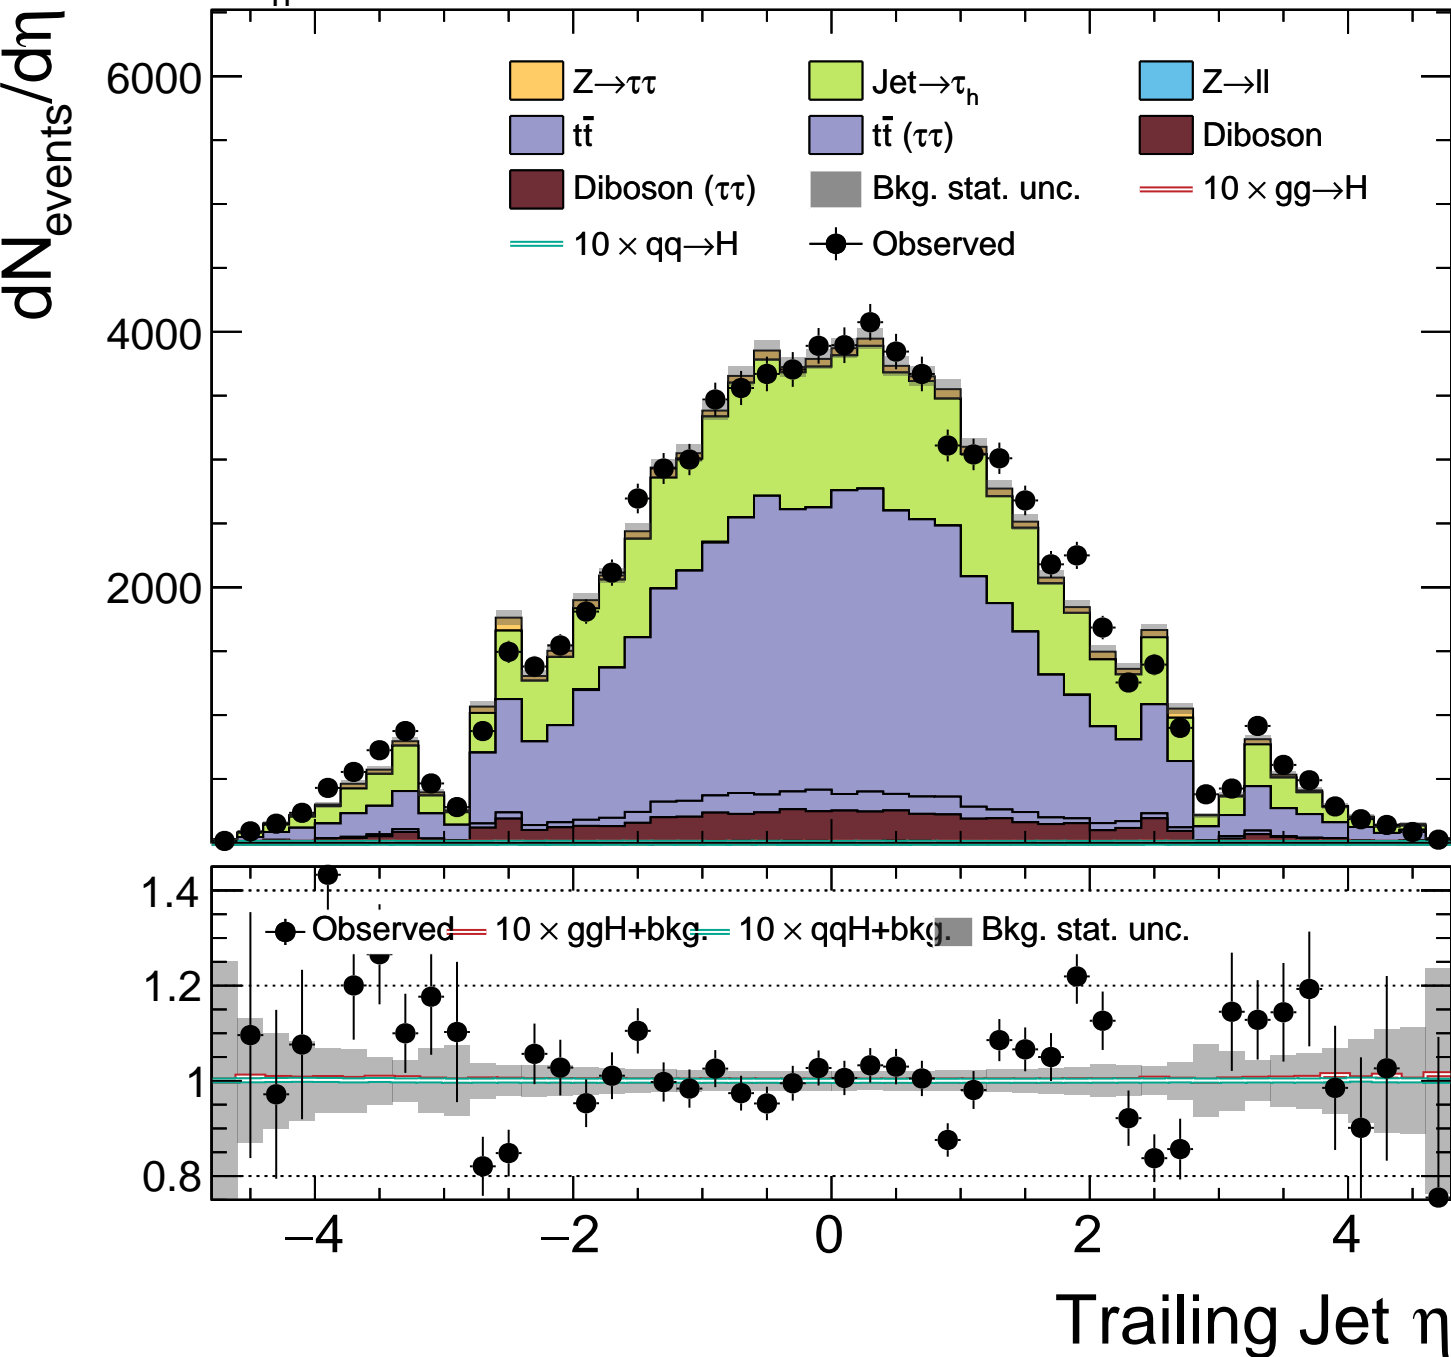 dN_events/dη
6000
4000
2000
Z→ττ Jet→τ_h Z→ll
tt̄ tt̄ (ττ) Diboson
Diboson (ττ) Bkg. stat. unc. 10 × gg→H
10 × qq→H Observed
1.4
1.2
1
0.8
Observed 10 × ggH+bkg. 10 × qqH+bkg. Bkg. stat. unc.
−4 −2 0 2 4
Trailing Jet η